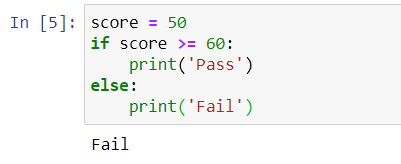 In [5]: score = 50
if score >= 60:
    print('Pass')
else:
    print('Fail')
Fail